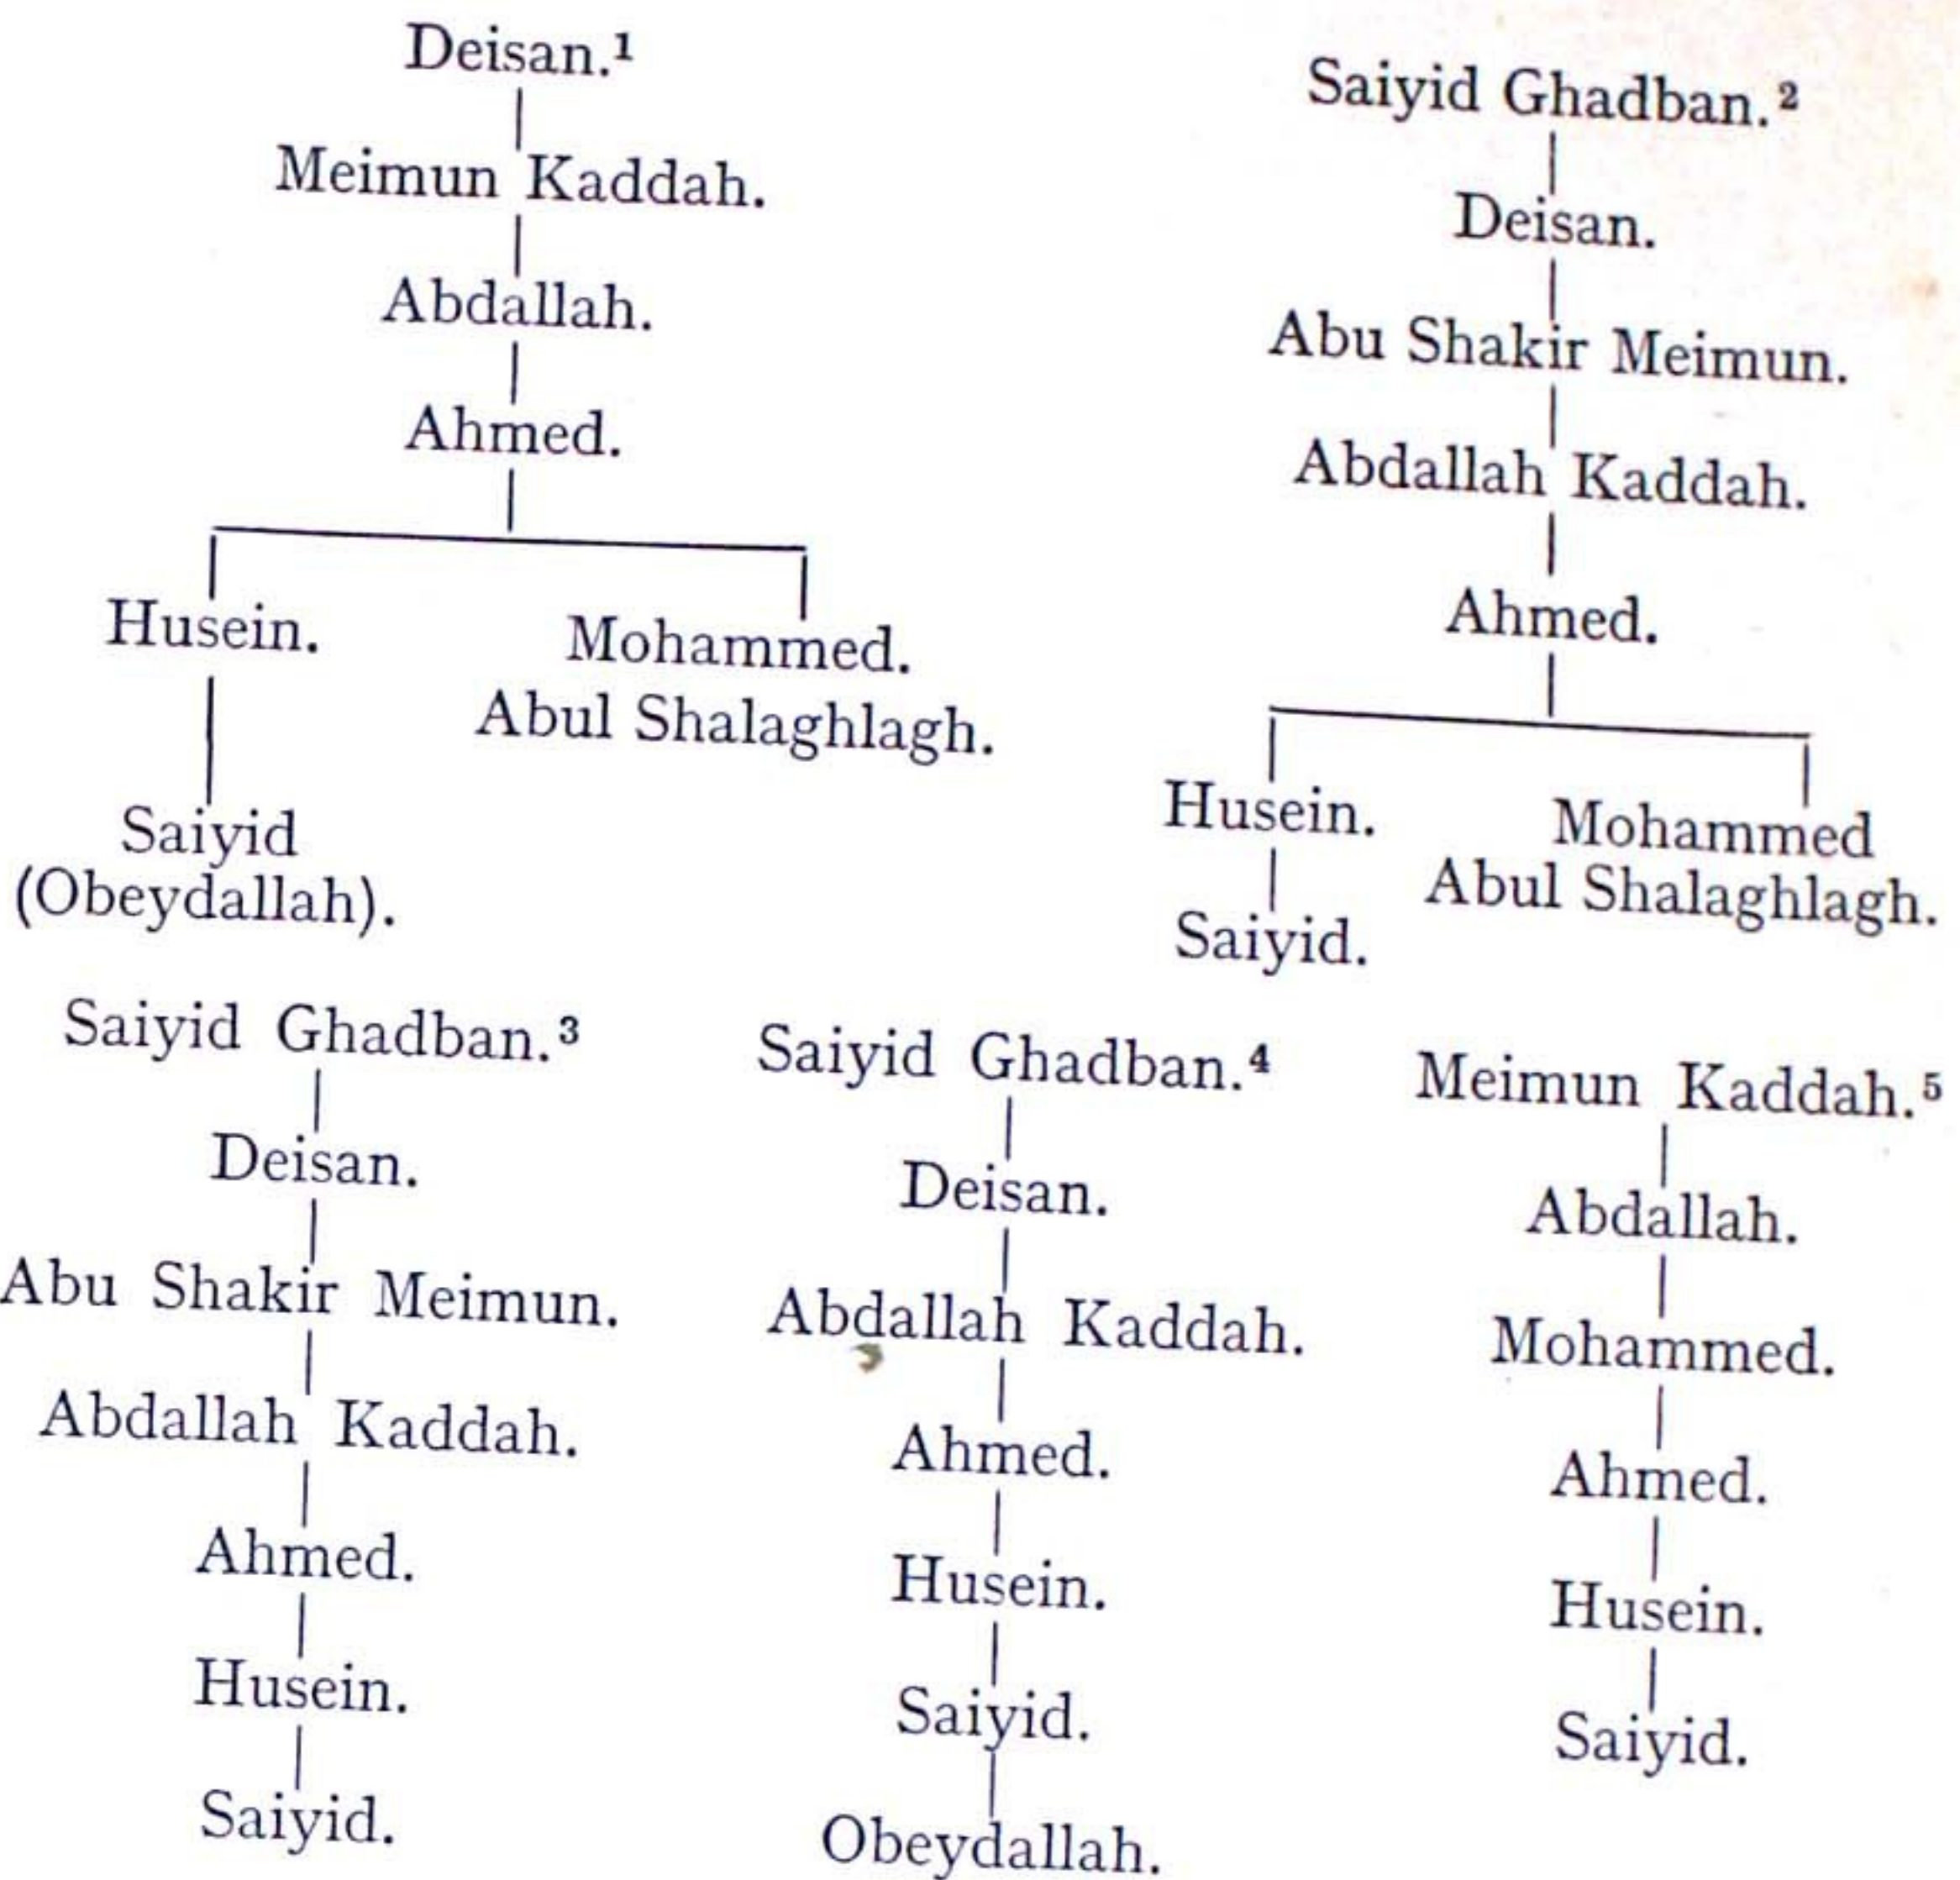 Deisan.¹
Meimun Kaddah.
Abdallah.
Ahmed.
Husein.
Mohammed.
Abul Shalaghlagh.
Saiyid
(Obeydallah).
Saiyid Ghadban.²
Deisan.
Abu Shakir Meimun.
Abdallah Kaddah.
Ahmed.
Husein.
Mohammed
Abul Shalaghlagh.
Saiyid.
Saiyid Ghadban.³
Deisan.
Abu Shakir Meimun.
Abdallah Kaddah.
Ahmed.
Husein.
Saiyid.
Saiyid Ghadban.⁴
Deisan.
Abdallah Kaddah.
Ahmed.
Husein.
Saiyid.
Obeydallah.
Meimun Kaddah.⁵
Abdallah.
Mohammed.
Ahmed.
Husein.
Saiyid.